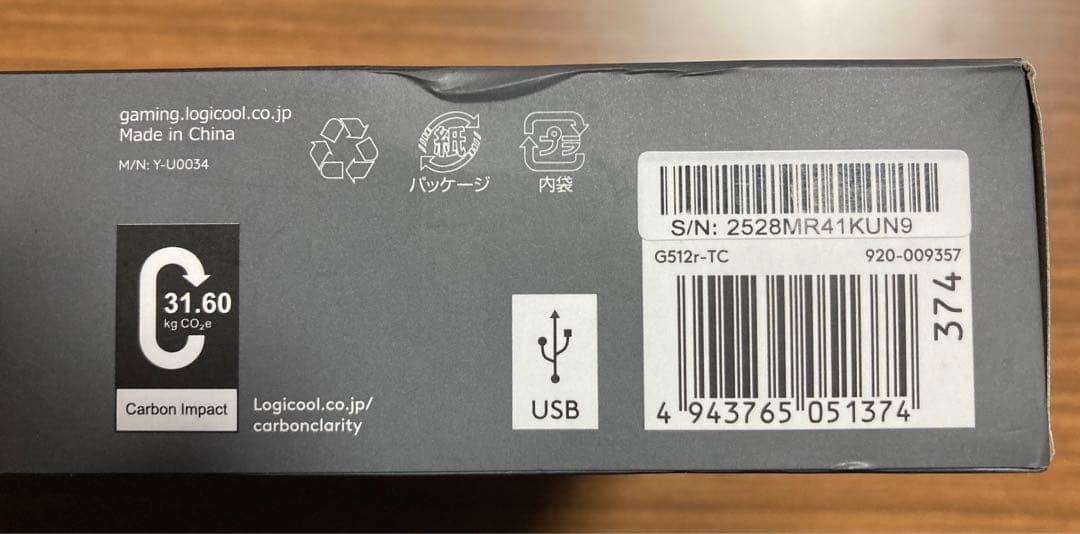 gaming.logicool.co.jp
Made in China
M/N: Y-U0034
紙
パッケージ
プラ
内袋
31.60
kg CO₂e
Carbon Impact
Logicool.co.jp/
carbonclarity
USB
S/N: 2528MR41KUN9
G512r-TC 920-009357
374
4 943765 051374